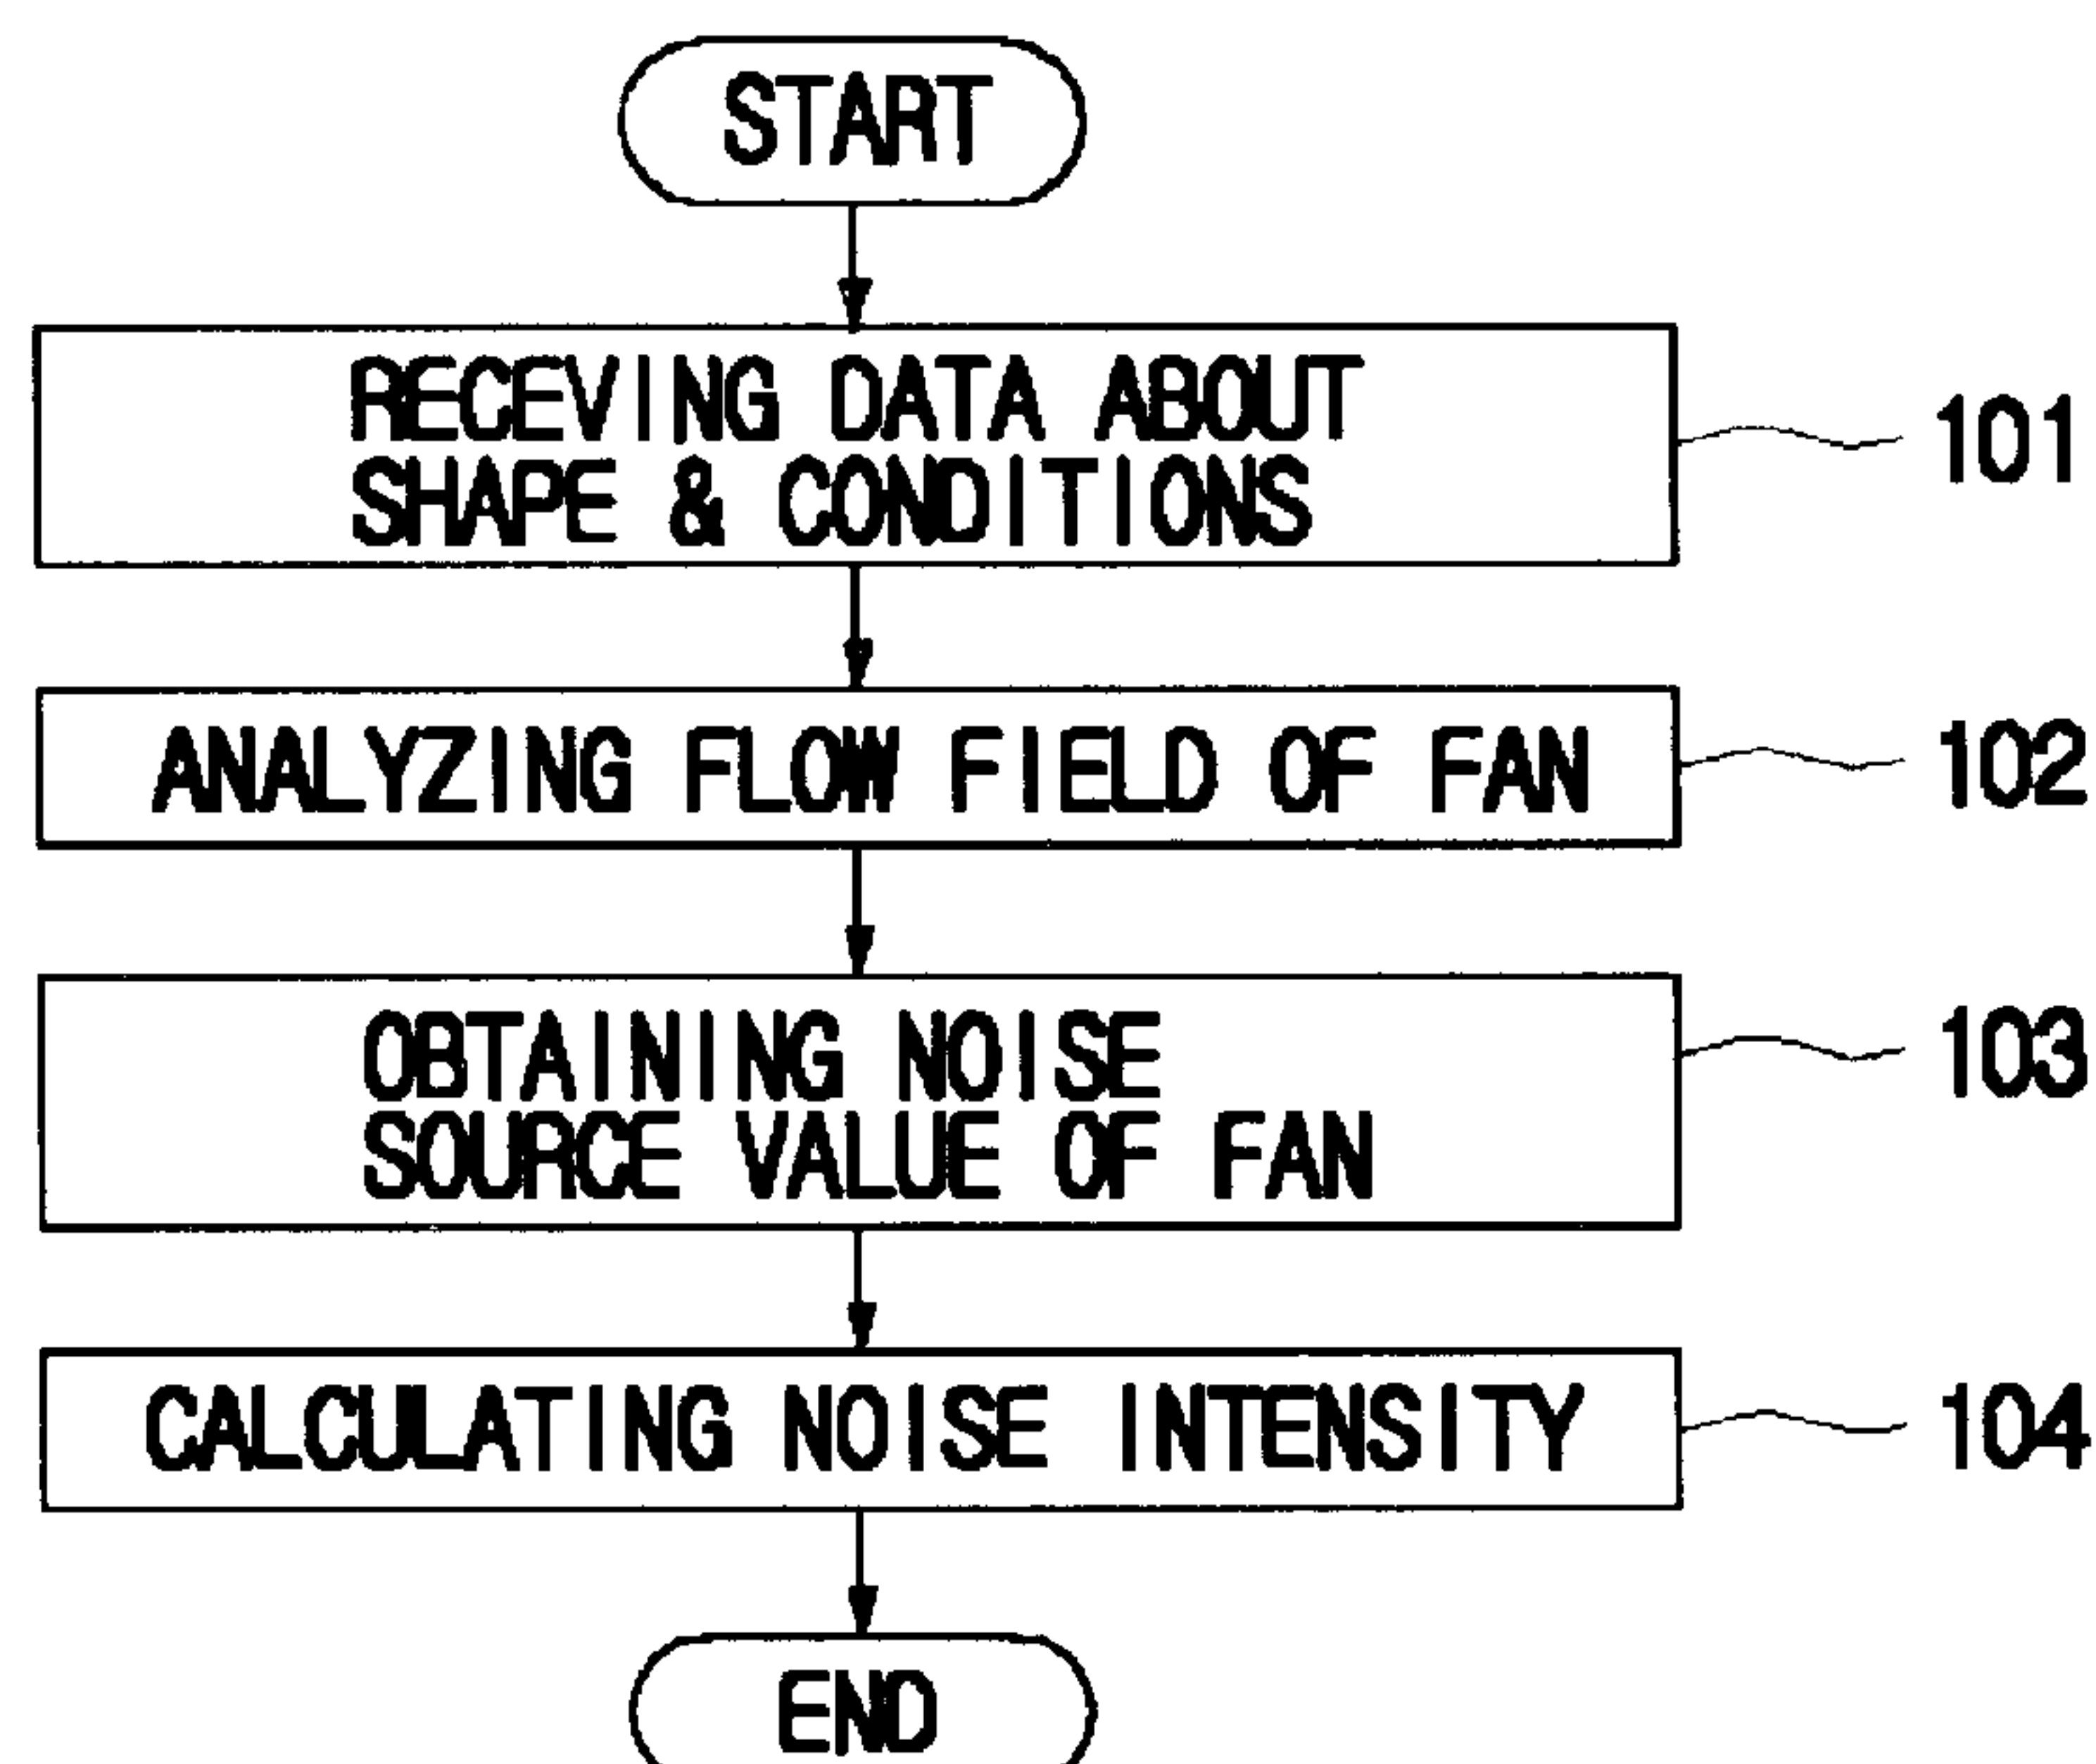 START
RECEVING DATA ABOUT
SHAPE & CONDITIONS
101
ANALYZING FLOW FIELD OF FAN
102
OBTAINING NOISE
SOURCE VALUE OF FAN
103
CALCULATING NOISE INTENSITY
104
END